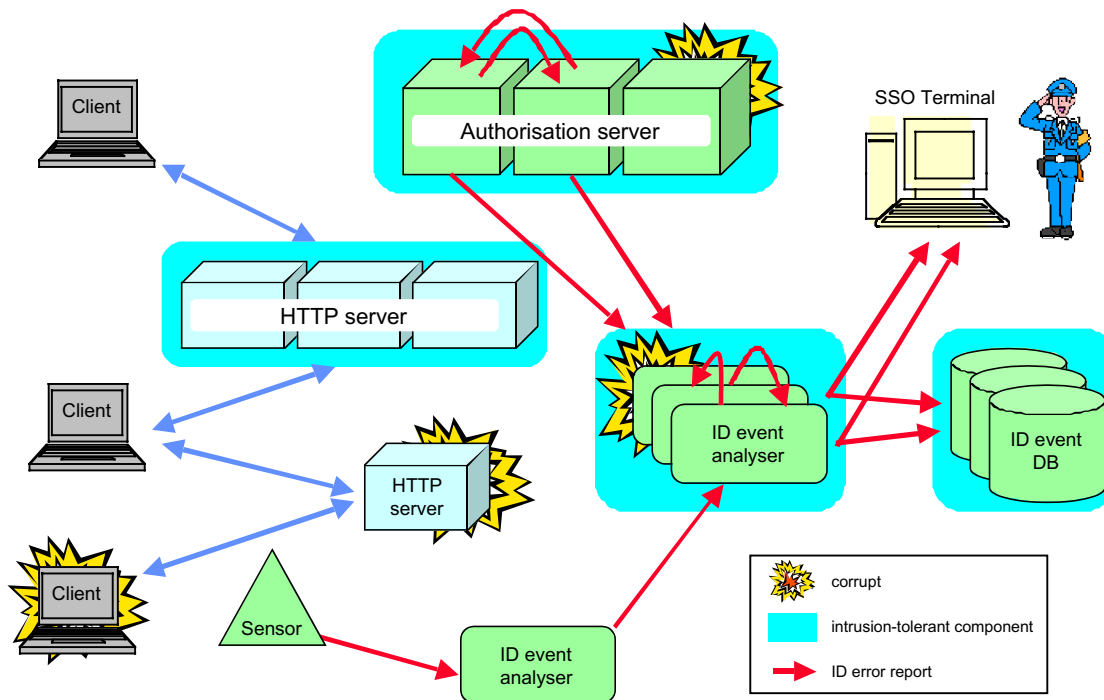 Client
Authorisation server
SSO Terminal
HTTP server
Client
HTTP
server
ID event
analyser
ID event
DB
Client
Sensor
ID event
analyser
corrupt
intrusion-tolerant component
ID error report